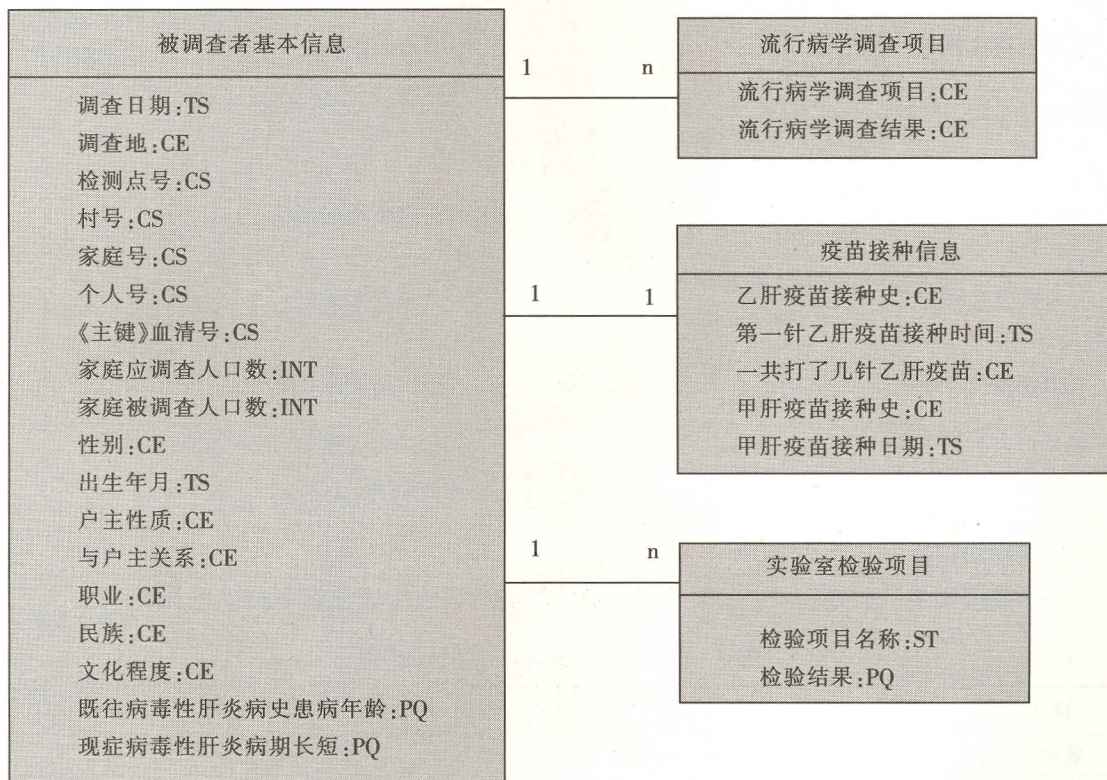 被调查者基本信息
调查日期:TS
调查地:CE
检测点号:CS
村号:CS
家庭号:CS
个人号:CS
《主键》血清号:CS
家庭应调查人口数:INT
家庭被调查人口数:INT
性别:CE
出生年月:TS
户主性质:CE
与户主关系:CE
职业:CE
民族:CE
文化程度:CE
既往病毒性肝炎病史患病年龄:PQ
现症病毒性肝炎病期长短:PQ
1 n
流行病学调查项目
流行病学调查项目:CE
流行病学调查结果:CE
1 1
疫苗接种信息
乙肝疫苗接种史:CE
第一针乙肝疫苗接种时间:TS
一共打了几针乙肝疫苗:CE
甲肝疫苗接种史:CE
甲肝疫苗接种日期:TS
1 n
实验室检验项目
检验项目名称:ST
检验结果:PQ